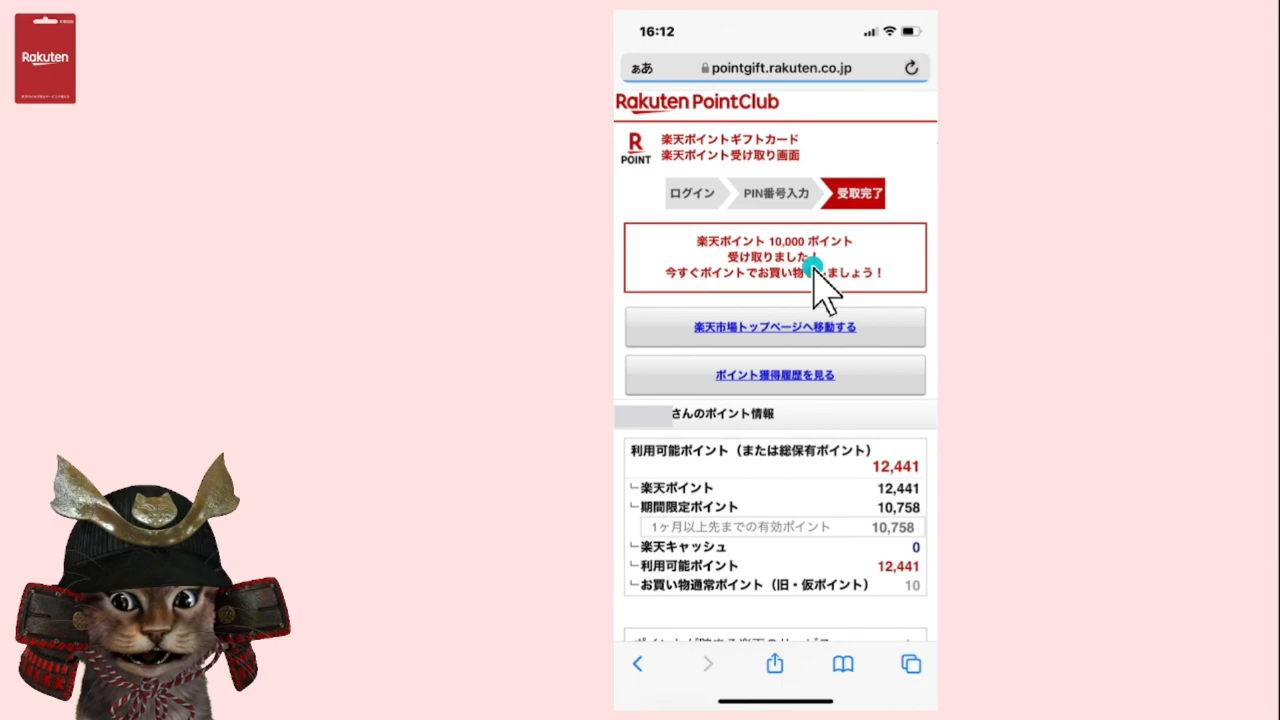 Rakuten
16:12
ぁあ
pointgift.rakuten.co.jp
Rakuten PointClub
R
POINT
楽天ポイントギフトカード
楽天ポイント受け取り画面
ログイン
PIN番号入力
受取完了
楽天ポイント 10,000 ポイント
受け取りました!
今すぐポイントでお買い物 ましょう!
楽天市場トップページへ移動する
ポイント獲得履歴を見る
さんのポイント情報
利用可能ポイント(または総保有ポイント)
12,441
楽天ポイント 12,441
期間限定ポイント 10,758
1ヶ月以上先までの有効ポイント 10,758
楽天キャッシュ 0
利用可能ポイント 12,441
お買い物通常ポイント(旧・仮ポイント) 10